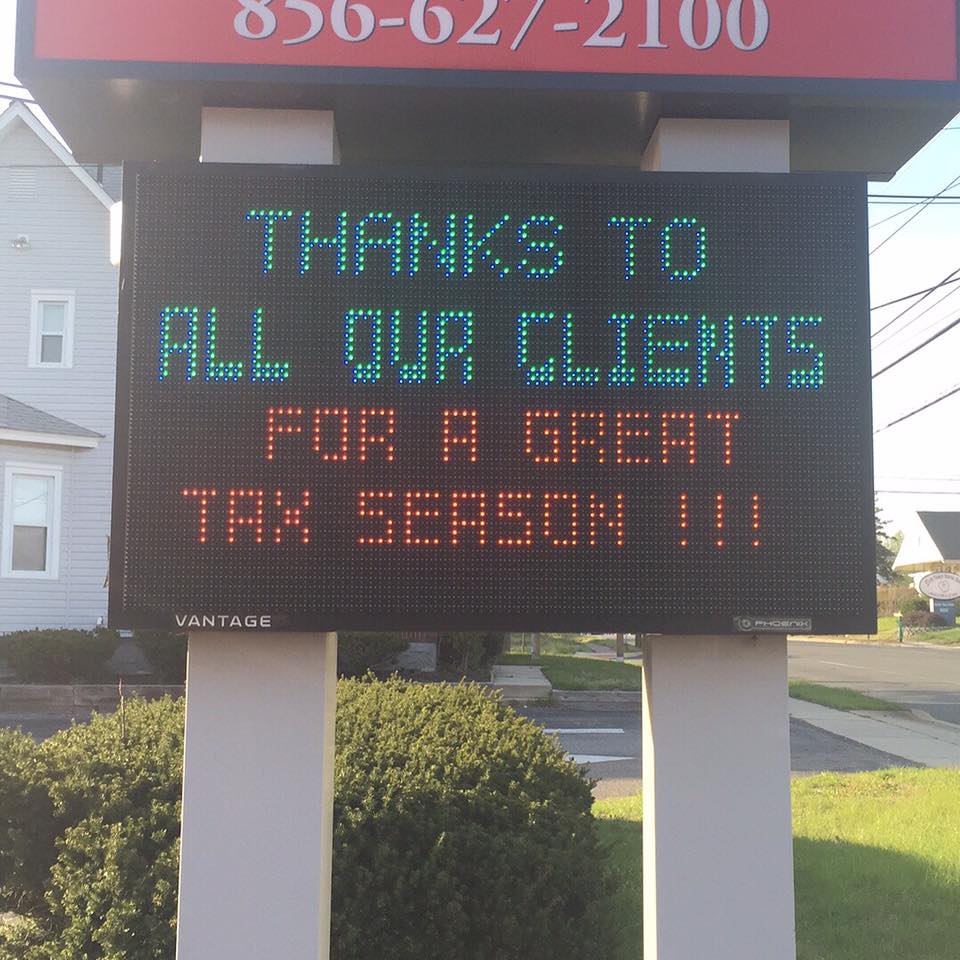 856-627-2100
THANKS TO
ALL OUR CLIENTS
FOR A GREAT
TAX SEASON !!!
VANTAGE
PHOENIX